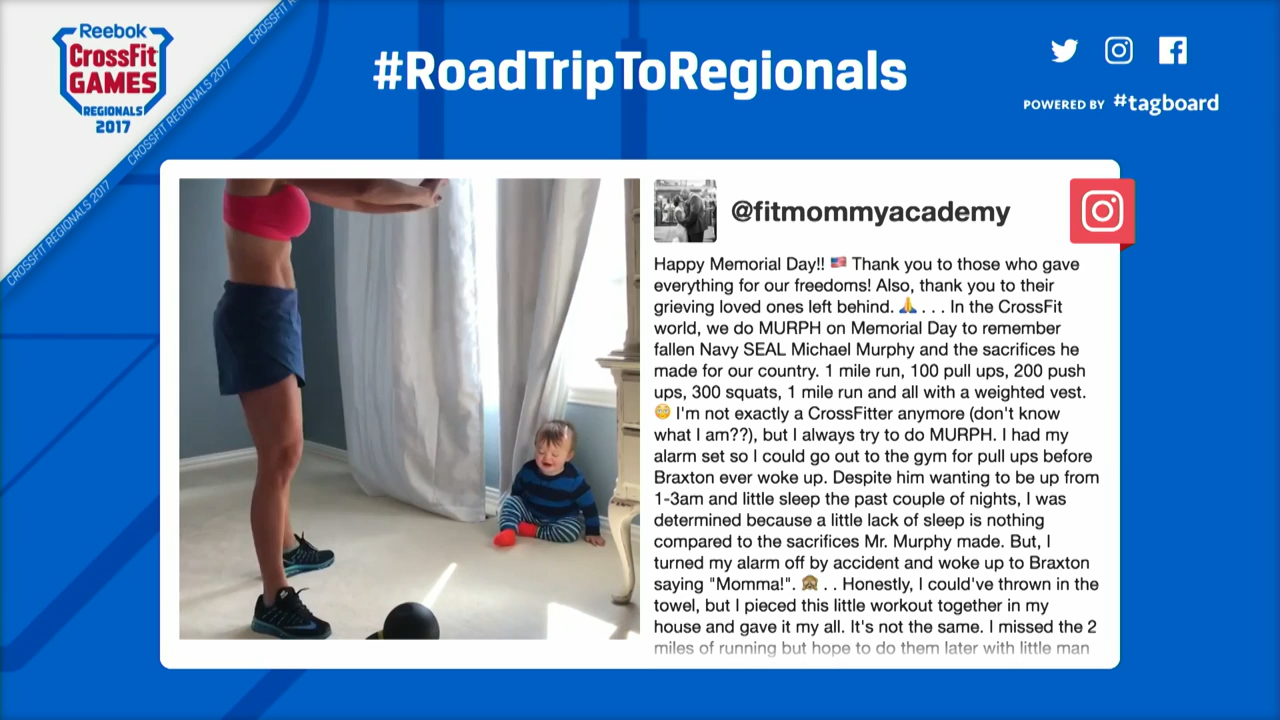 Reebok
CrossFit
GAMES
REGIONALS
2017
CROSSFIT REGIONALS 2017
CROSSFIT REGIONALS 2017
CROSSFIT RE
#RoadTripToRegionals
POWERED BY #tagboard
@fitmommyacademy
Happy Memorial Day!! 🇺🇸 Thank you to those who gave
everything for our freedoms! Also, thank you to their
grieving loved ones left behind. 🙏 . . . In the CrossFit
world, we do MURPH on Memorial Day to remember
fallen Navy SEAL Michael Murphy and the sacrifices he
made for our country. 1 mile run, 100 pull ups, 200 push
ups, 300 squats, 1 mile run and all with a weighted vest.
😁 I'm not exactly a CrossFitter anymore (don't know
what I am??), but I always try to do MURPH. I had my
alarm set so I could go out to the gym for pull ups before
Braxton ever woke up. Despite him wanting to be up from
1-3am and little sleep the past couple of nights, I was
determined because a little lack of sleep is nothing
compared to the sacrifices Mr. Murphy made. But, I
turned my alarm off by accident and woke up to Braxton
saying "Momma!". 🙈 . . Honestly, I could've thrown in the
towel, but I pieced this little workout together in my
house and gave it my all. It's not the same. I missed the 2
miles of running but hope to do them later with little man